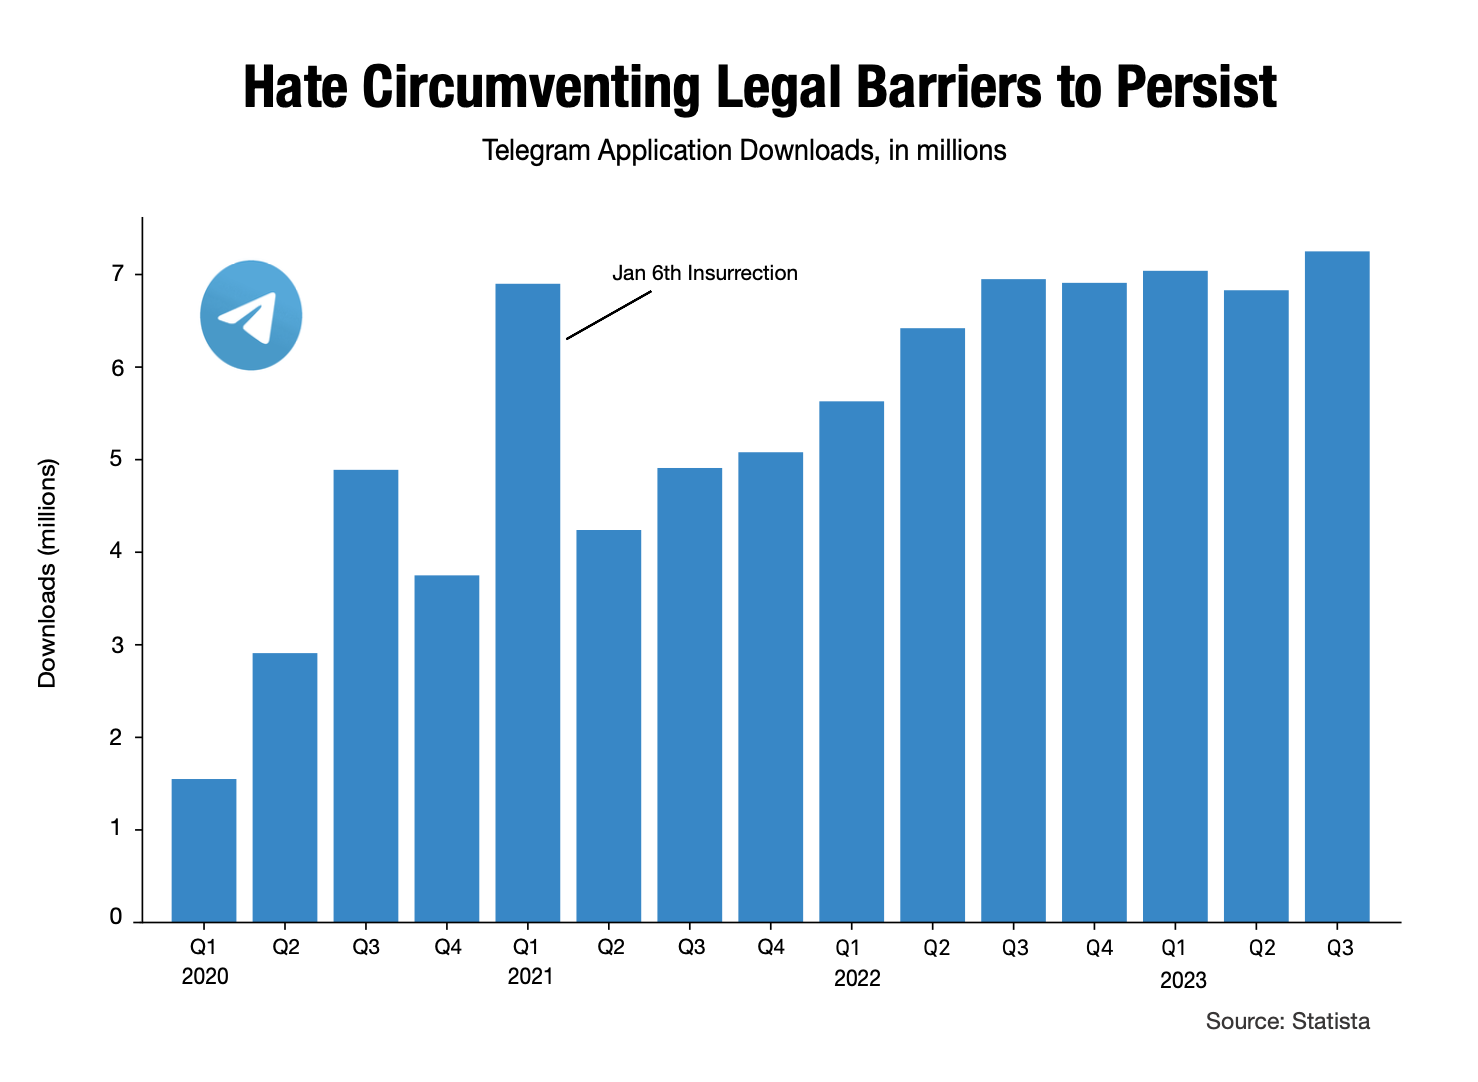 Hate Circumventing Legal Barriers to Persist
Telegram Application Downloads, in millions
Jan 6th Insurrection
Downloads (millions)
7
6
5
4
3
2
1
0
Q1 Q2 Q3 Q4 Q1 Q2 Q3 Q4 Q1 Q2 Q3 Q4 Q1 Q2 Q3
2020 2021 2022 2023
Source: Statista